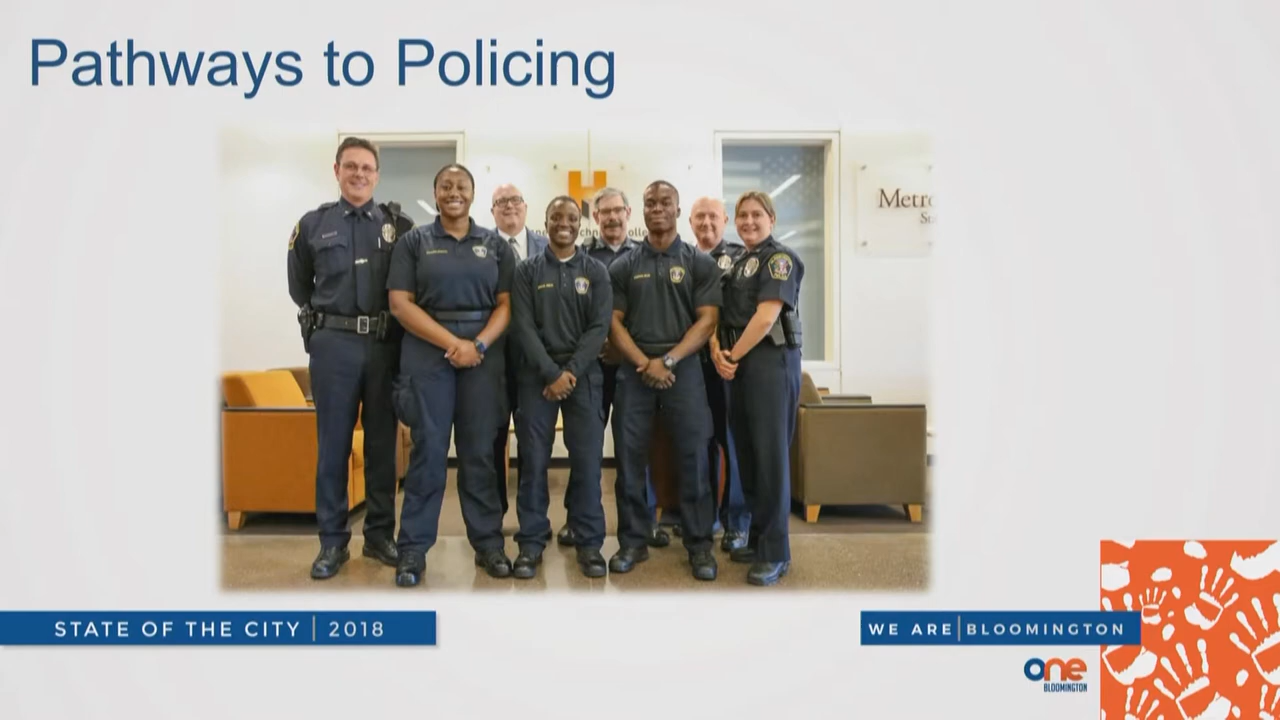 Pathways to Policing
Metro
STATE OF THE CITY | 2018
WE ARE | BLOOMINGTON
one
BLOOMINGTON